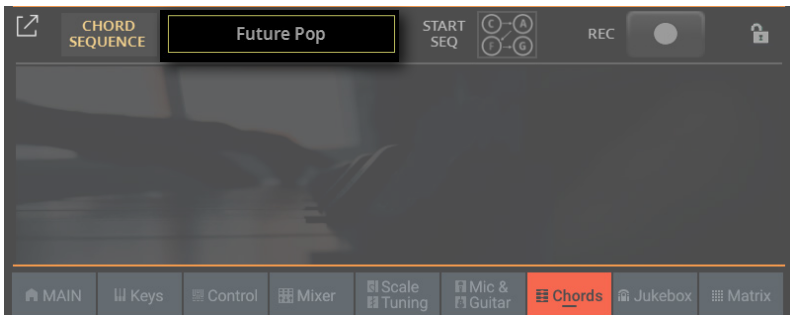 CHORD
SEQUENCE
Future Pop
START
SEQ
C A
F G
REC
MAIN
Keys
Control
Mixer
Scale
Tuning
Mic &
Guitar
Chords
Jukebox
Matrix